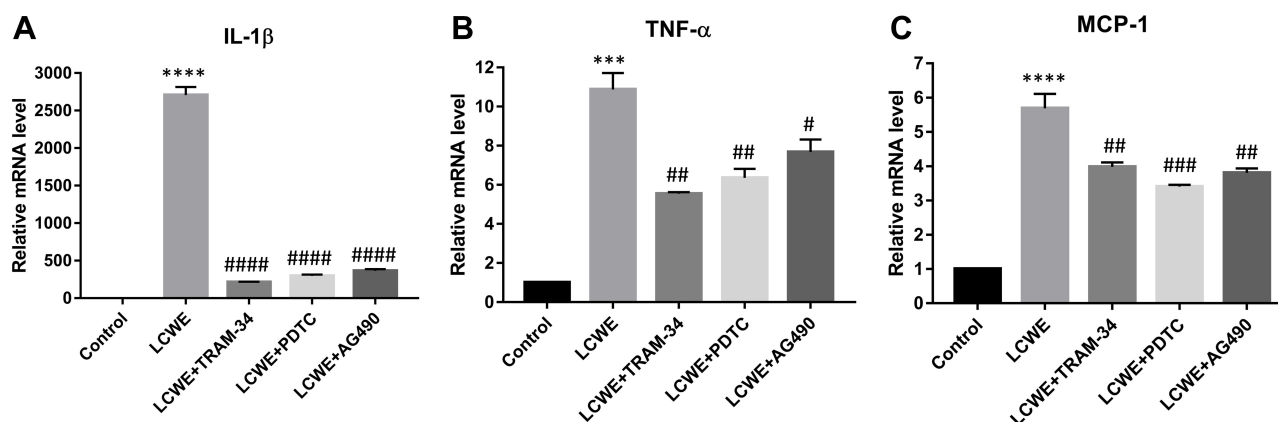 A
IL-1β
Relative mRNA level
3000
2500
2000
1500
1000
500
0
****
####
####
####
Control
LCWE
LCWE+TRAM-34
LCWE+PDTC
LCWE+AG490
B
TNF-α
Relative mRNA level
12
10
8
6
4
2
0
***
##
##
#
Control
LCWE
LCWE+TRAM-34
LCWE+PDTC
LCWE+AG490
C
MCP-1
Relative mRNA level
7
6
5
4
3
2
1
0
****
##
###
##
Control
LCWE
LCWE+TRAM-34
LCWE+PDTC
LCWE+AG490